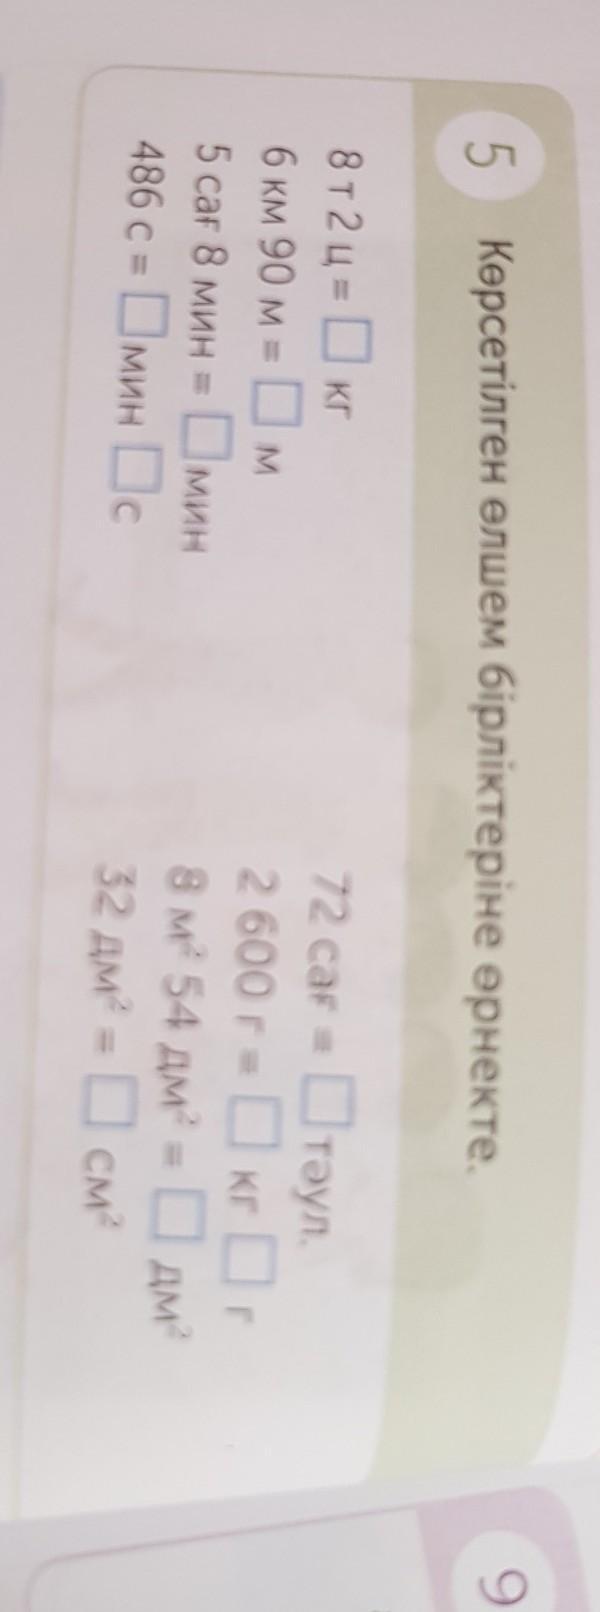 5 Көрсетілген өлшем бірліктеріне өрнекте.
8 т 2 ц = □ кг
6 км 90 м = □ м
5 сағ 8 мин = □ мин
486 с = □ мин □ с
72 сағ = □ тәул.
2 600 г = □ кг □ г
8 м² 54 дм² = □ дм²
32 дм² = □ см²
9